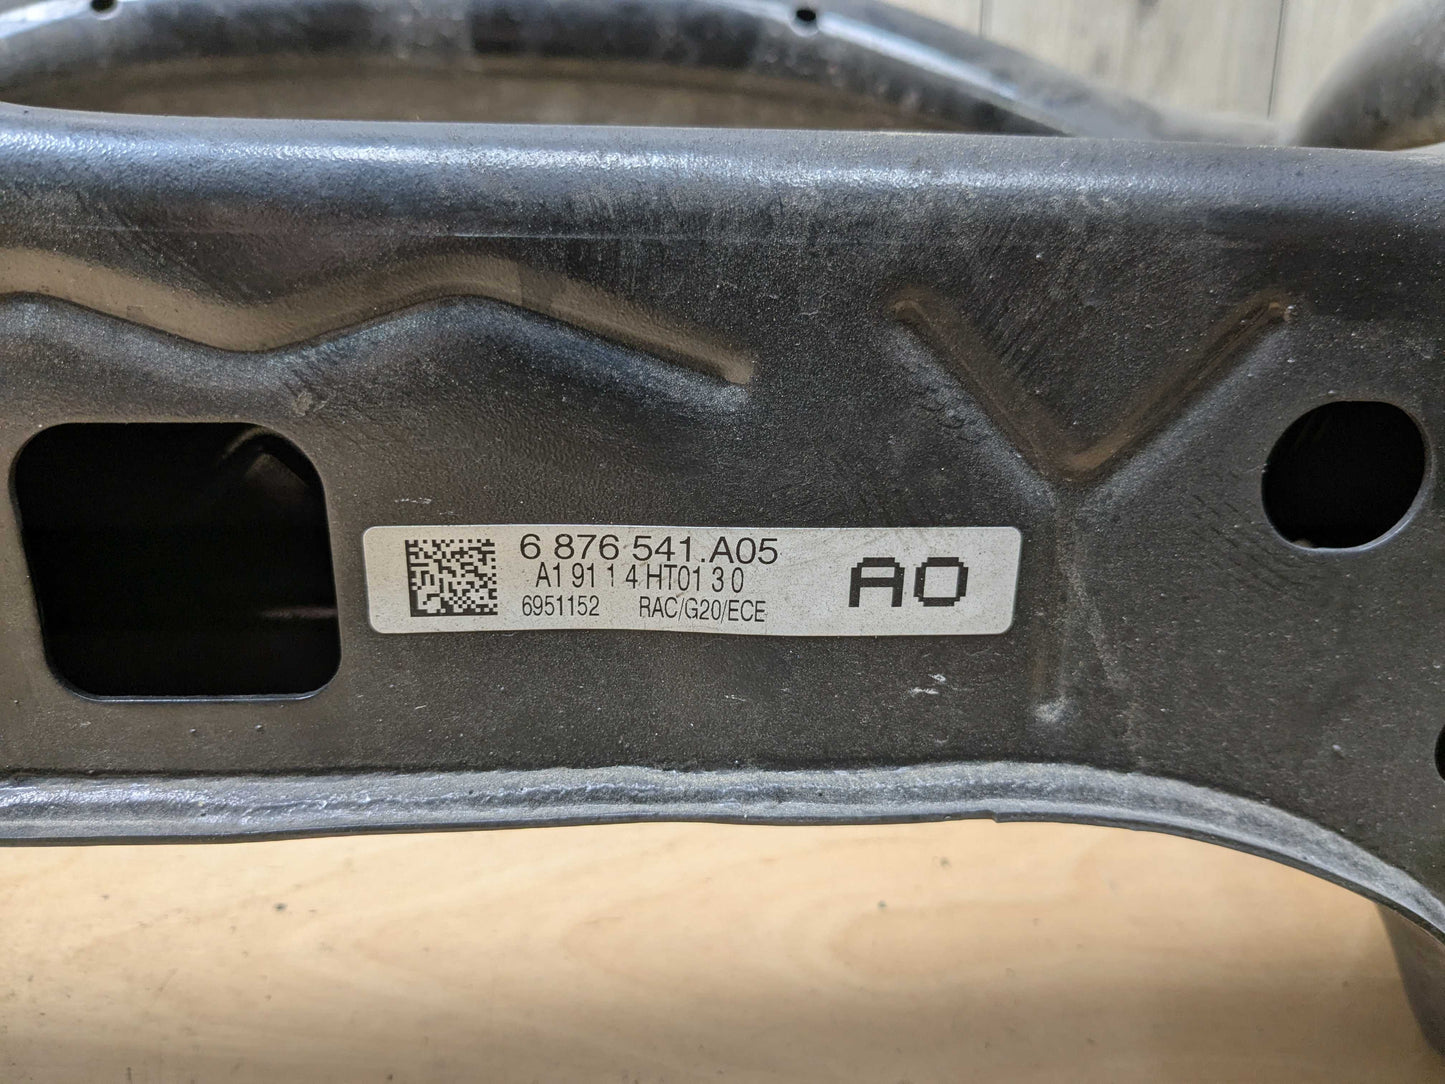 6 876 541.A05
A1 91 1 4 HT01 3 0
6951152 RAC/G20/ECE
A0